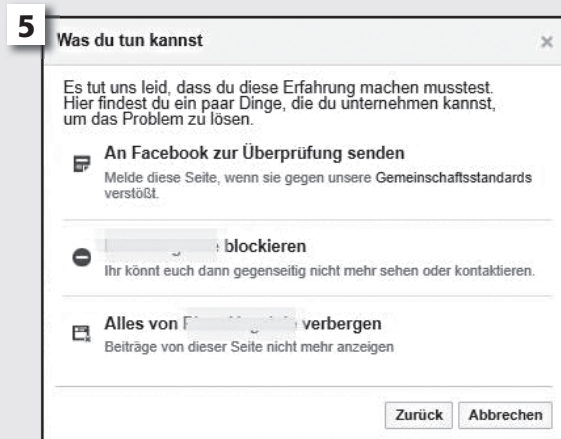 5
Was du tun kannst
Es tut uns leid, dass du diese Erfahrung machen musstest.
Hier findest du ein paar Dinge, die du unternehmen kannst,
um das Problem zu lösen.
An Facebook zur Überprüfung senden
Melde diese Seite, wenn sie gegen unsere Gemeinschaftsstandards
verstößt.
blockieren
Ihr könnt euch dann gegenseitig nicht mehr sehen oder kontaktieren.
Alles von verbergen
Beiträge von dieser Seite nicht mehr anzeigen
Zurück Abbrechen